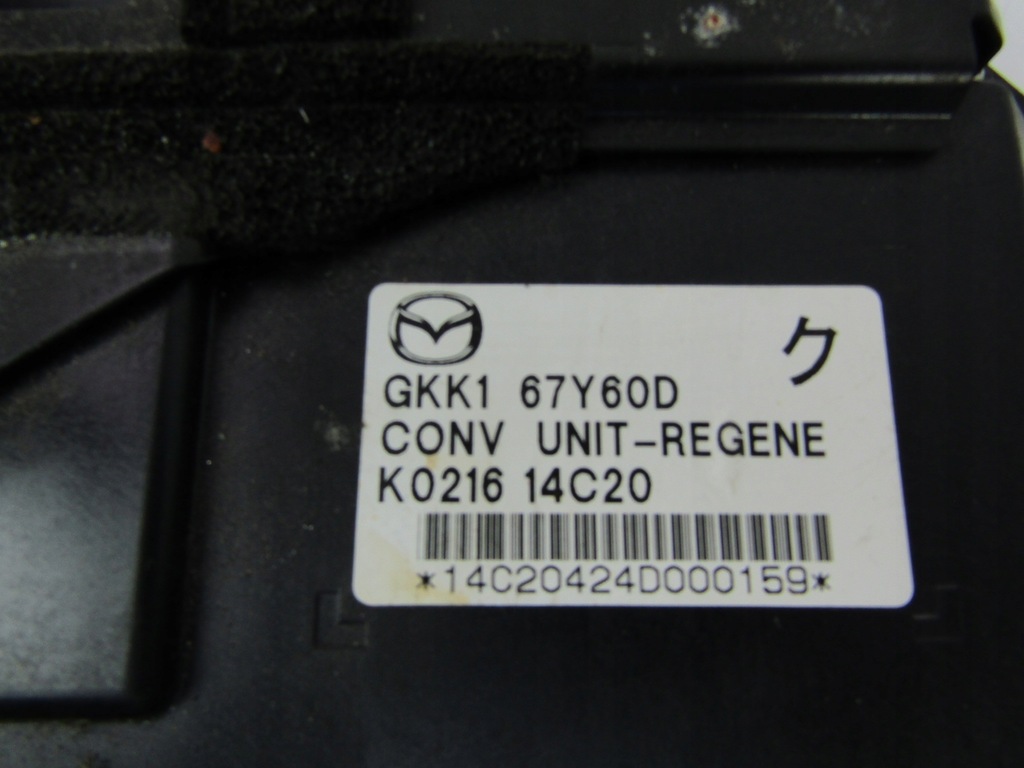 ク
GKK1 67Y60D
CONV UNIT-REGENE
K0216 14C20
*14C20424D000159*